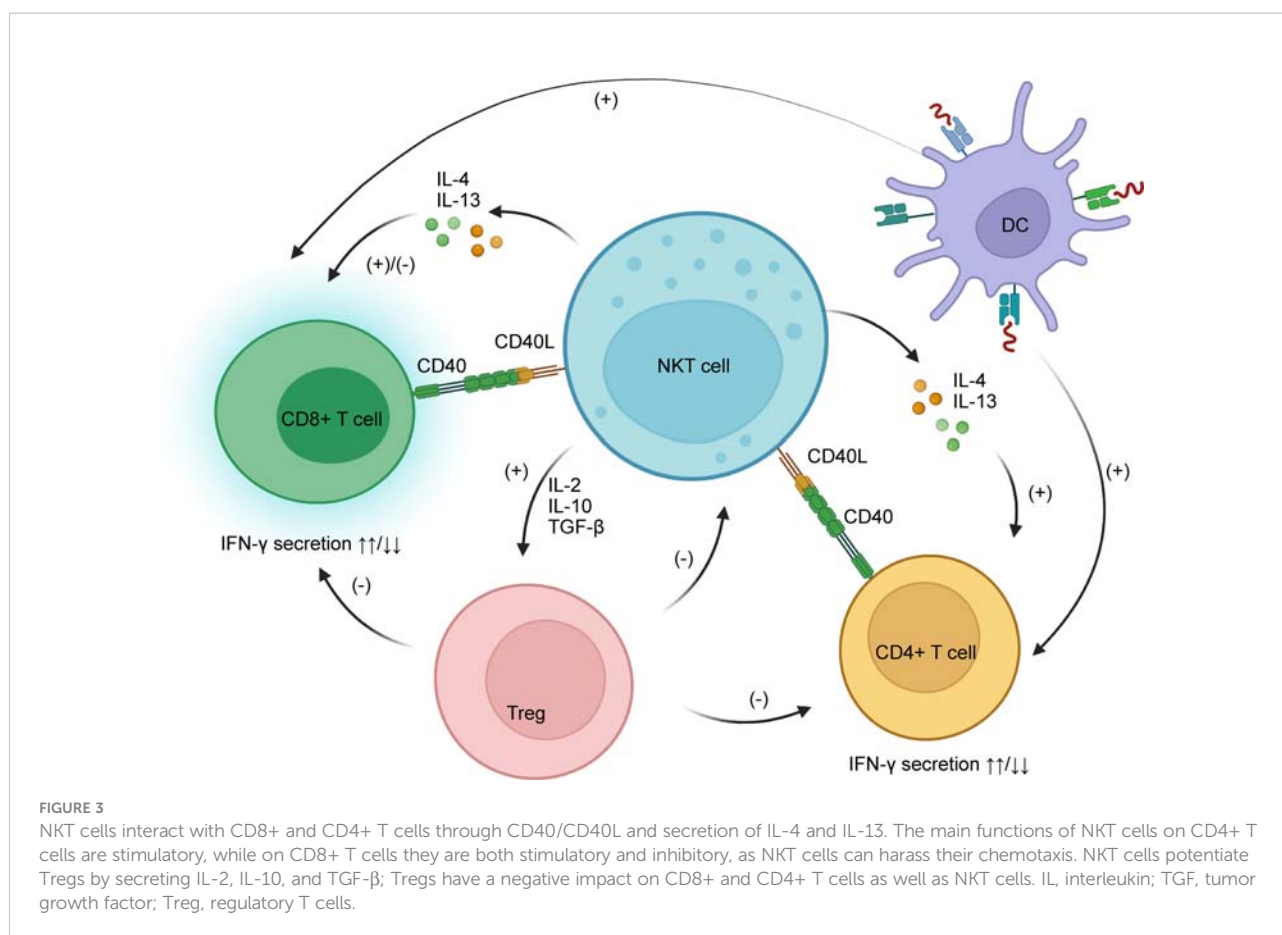 (+)
IL-4
IL-13
(+)/(-)
DC
CD40L
CD40
NKT cell
CD8+ T cell
IL-4
IL-13
(+)
IL-2
IL-10
TGF-β
CD40L
CD40
(+)
(+)
IFN-γ secretion ↑↑/↓↓
(-)
(-)
CD4+ T cell
(-)
Treg
IFN-γ secretion ↑↑/↓↓
FIGURE 3
NKT cells interact with CD8+ and CD4+ T cells through CD40/CD40L and secretion of IL-4 and IL-13. The main functions of NKT cells on CD4+ T
cells are stimulatory, while on CD8+ T cells they are both stimulatory and inhibitory, as NKT cells can harass their chemotaxis. NKT cells potentiate
Tregs by secreting IL-2, IL-10, and TGF-β; Tregs have a negative impact on CD8+ and CD4+ T cells as well as NKT cells. IL, interleukin; TGF, tumor
growth factor; Treg, regulatory T cells.